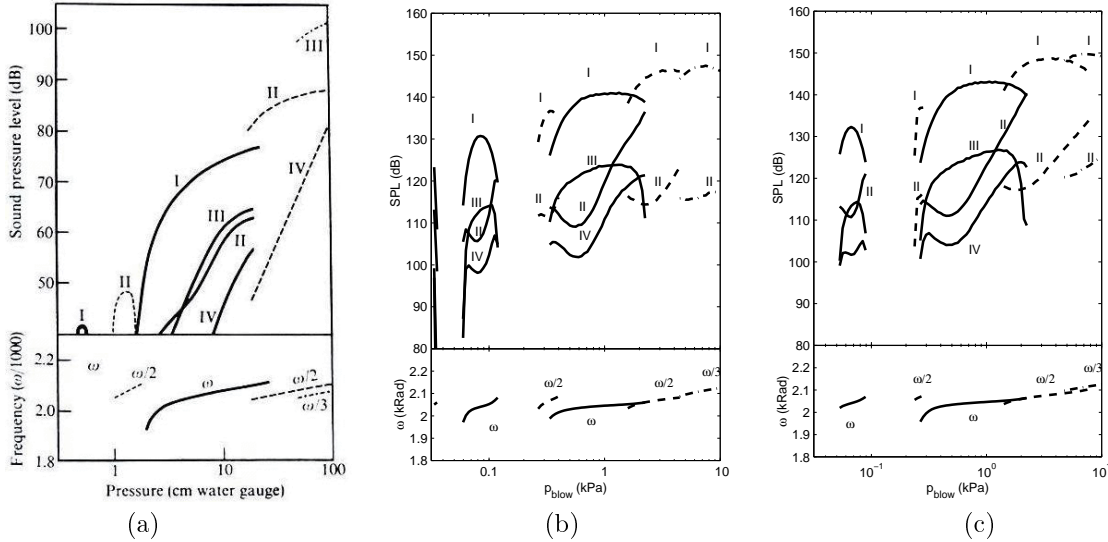 100
90
80
70
60
50
Sound pressure level (dB)
I
II
III
I
II
III
II
IV
IV
Frequency (ω/1000)
2.2
2.0
1.8
ω
ω/2
ω
ω/2
ω/3
1
10
100
Pressure (cm water gauge)
(a)
160
150
140
130
120
110
100
90
80
SPL (dB)
I
I
I
I
I
III
II
IV
II
III
II
IV
II
II
2.2
2.1
2
1.9
1.8
ω (kRad)
ω
ω/2
ω
ω/2
ω/3
0.1
1
10
p_blow (kPa)
(b)
160
150
140
130
120
110
100
90
80
SPL (dB)
I
I
I
I
I
II
II
III
II
IV
II
II
2.2
2.1
2
1.9
1.8
ω (kRad)
ω
ω/2
ω
ω/2
ω/3
10⁻¹
10⁰
10¹
p_blow (kPa)
(c)